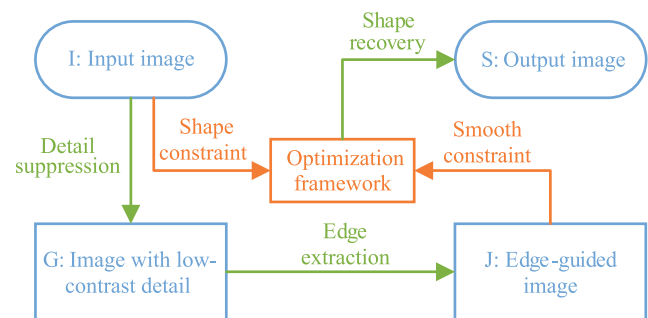 I: Input image
Shape
recovery
S: Output image
Detail
suppression
Shape
constraint
Optimization
framework
Smooth
constraint
G: Image with low-
contrast detail
Edge
extraction
J: Edge-guided
image